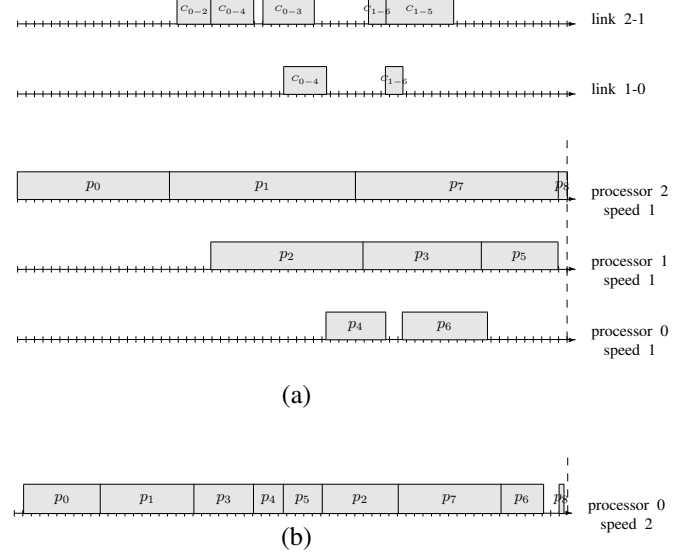 C0−2 C0−4 C0−3 C1−6 C1−5 link 2-1
C0−4 C1−6 link 1-0
p0 p1 p7 p8 processor 2
speed 1
p2 p3 p5 processor 1
speed 1
p4 p6 processor 0
speed 1
(a)
p0 p1 p3 p4 p5 p2 p7 p6 p8 processor 0
speed 2
(b)